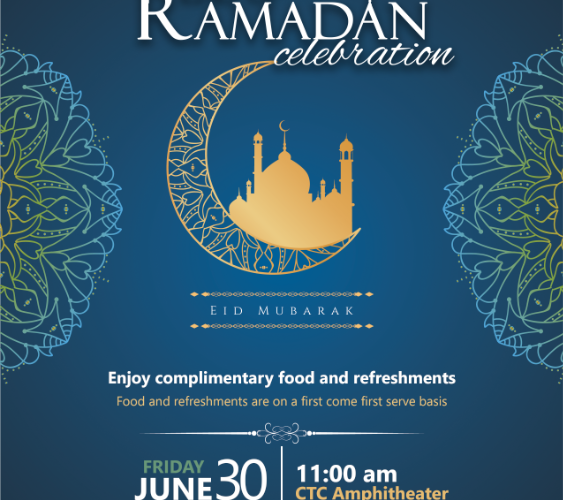 RAMADAN
celebration
EID MUBARAK
Enjoy complimentary food and refreshments
Food and refreshments are on a first come first serve basis
FRIDAY
JUNE 30
11:00 am
CTC Amphitheater